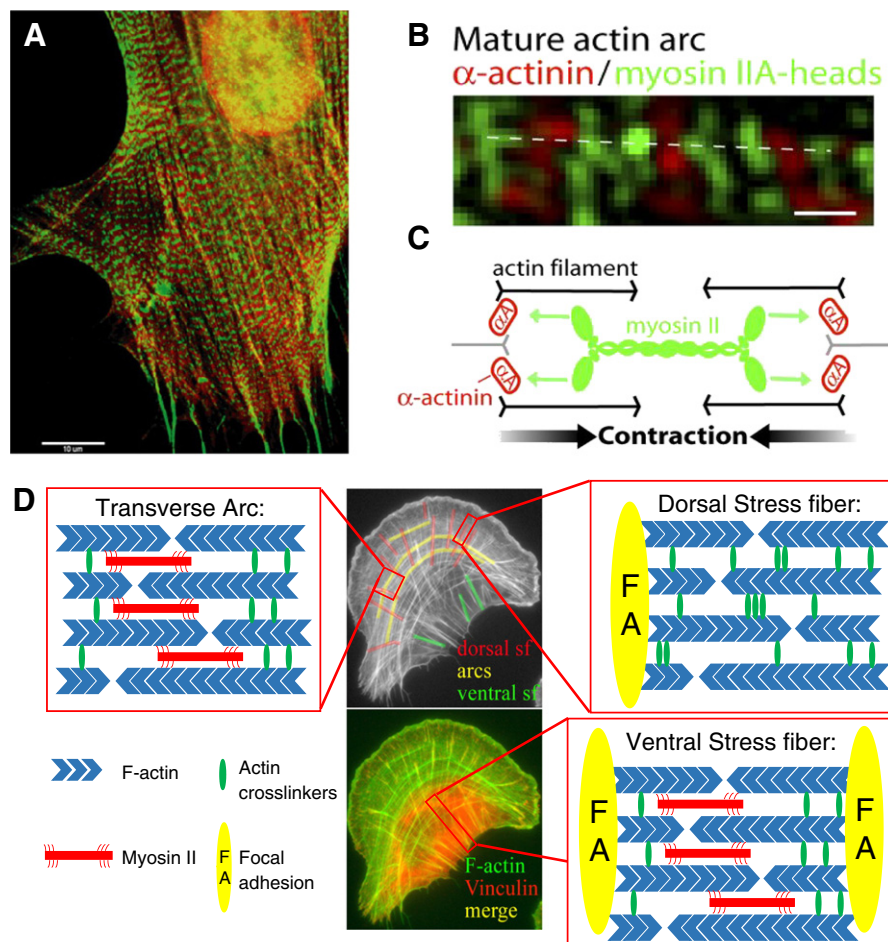 A
10 um
B
Mature actin arc
α-actinin/myosin IIA-heads
C
actin filament
αA
αA
myosin II
αA
αA
α-actinin
Contraction
D
Transverse Arc:
dorsal sf
arcs
ventral sf
Dorsal Stress fiber:
F
A
F-actin
Actin
crosslinkers
Myosin II
F
A
Focal
adhesion
F-actin
Vinculin
merge
Ventral Stress fiber:
F
A
F
A